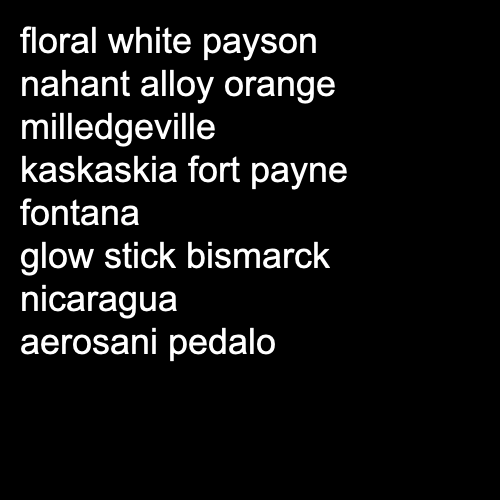 floral white payson
nahant alloy orange
milledgeville
kaskaskia fort payne
fontana
glow stick bismarck
nicaragua
aerosani pedalo